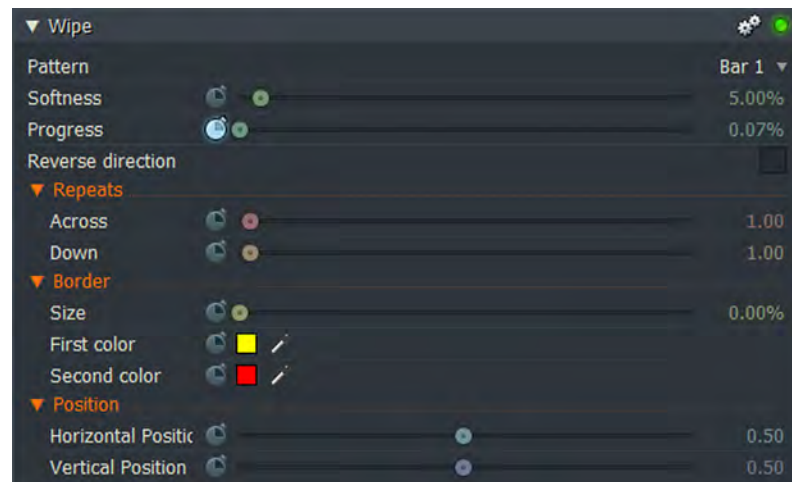 Wipe
Pattern Bar 1
Softness 5.00%
Progress 0.07%
Reverse direction
Repeats
Across 1.00
Down 1.00
Border
Size 0.00%
First color
Second color
Position
Horizontal Positic 0.50
Vertical Position 0.50